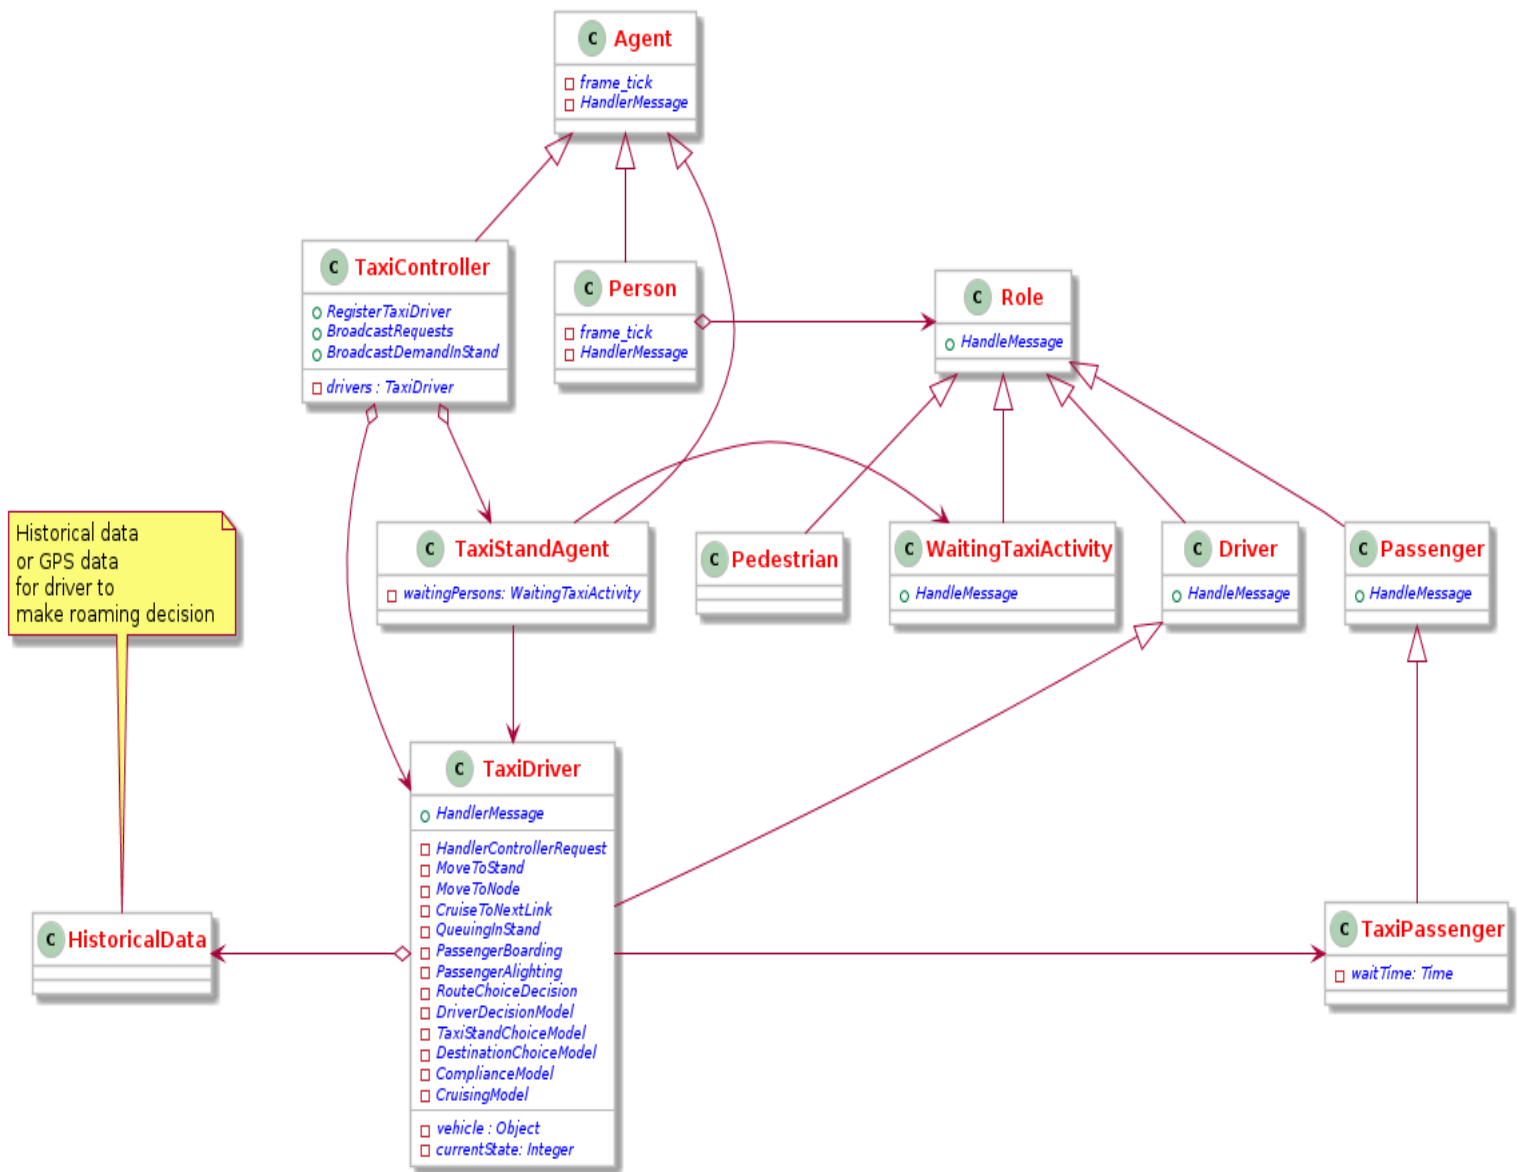 C Agent
frame_tick
HandlerMessage
C TaxiController
RegisterTaxiDriver
BroadcastRequests
BroadcastDemandInStand
drivers : TaxiDriver
C Person
frame_tick
HandlerMessage
C Role
HandleMessage
Historical data
or GPS data
for driver to
make roaming decision
C TaxiStandAgent
waitingPersons: WaitingTaxiActivity
C Pedestrian
C WaitingTaxiActivity
HandleMessage
C Driver
HandleMessage
C Passenger
HandleMessage
C TaxiDriver
HandlerMessage
HandlerControllerRequest
MoveToStand
MoveToNode
CruiseToNextLink
QueuingInStand
PassengerBoarding
PassengerAlighting
RouteChoiceDecision
DriverDecisionModel
TaxiStandChoiceModel
DestinationChoiceModel
ComplianceModel
CruisingModel
vehicle : Object
currentState: Integer
C HistoricalData
C TaxiPassenger
waitTime: Time